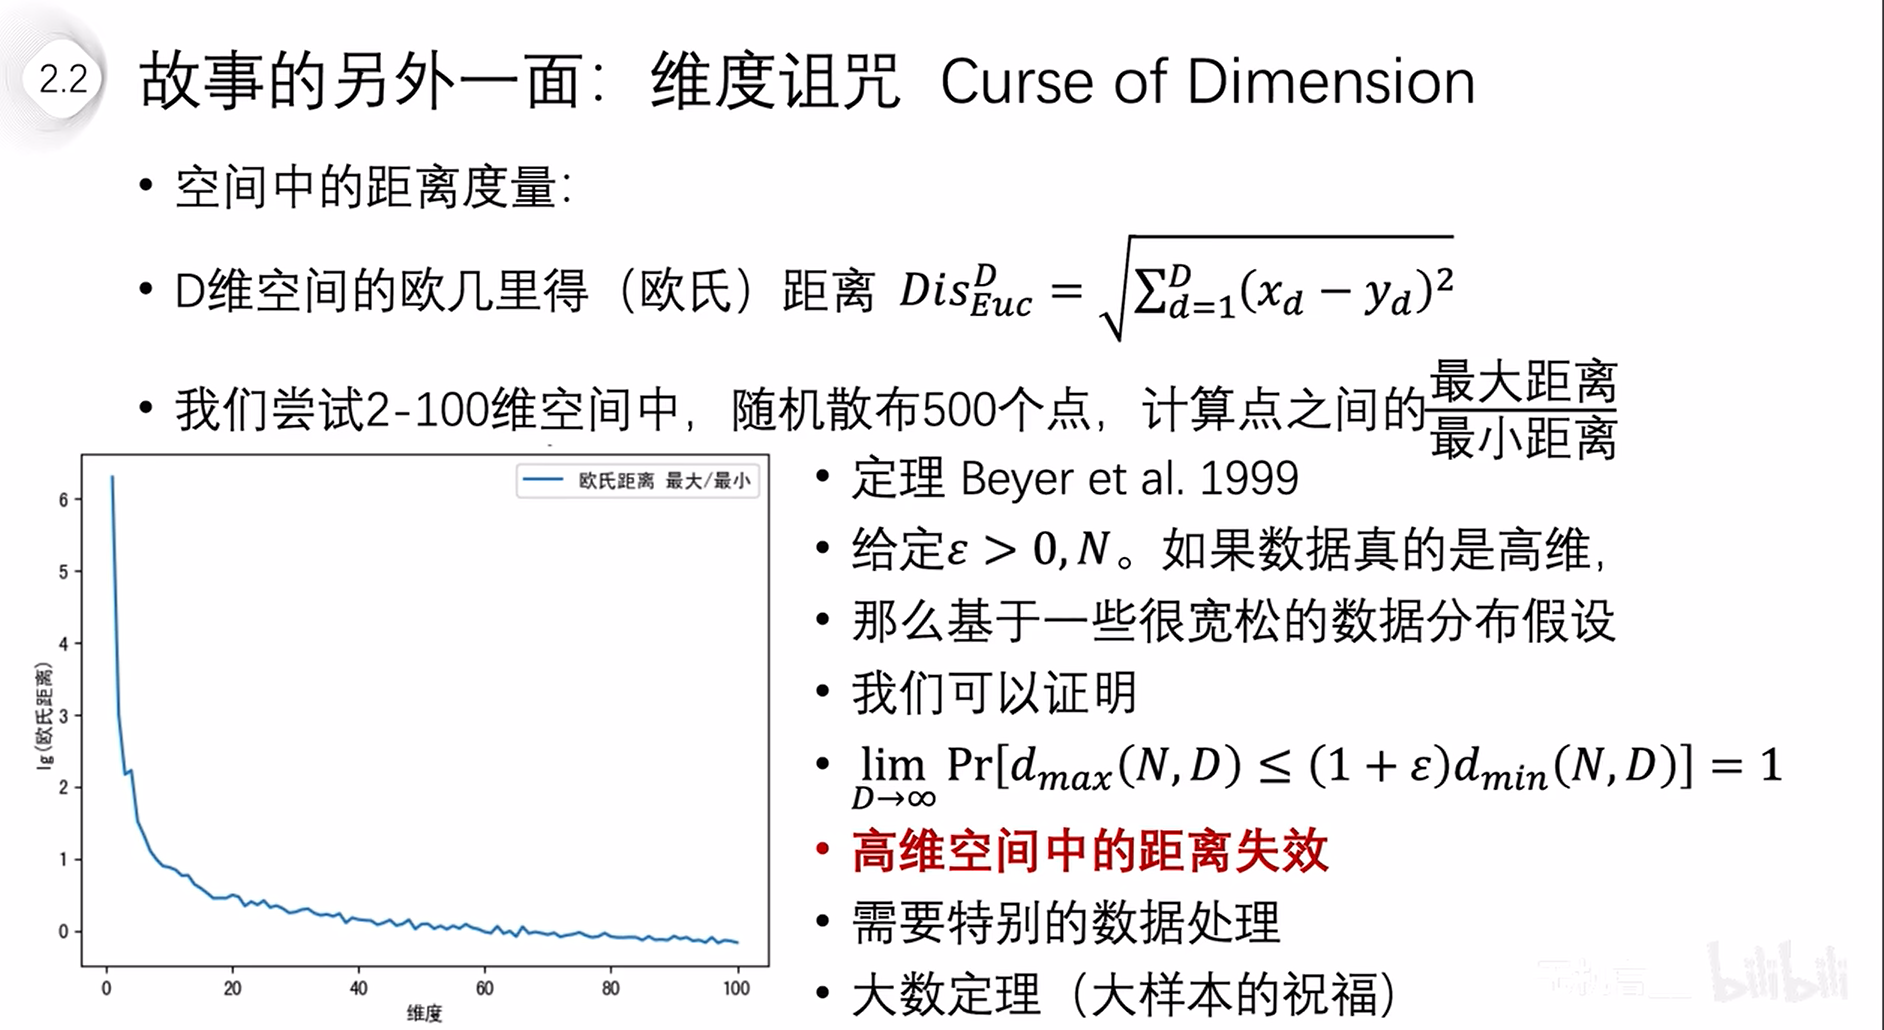 2.2
故事的另外一面：维度诅咒 Curse of Dimension
• 空间中的距离度量：
• D维空间的欧几里得（欧氏）距离 $Dis_{Euc}^{D} = \sqrt{\sum_{d=1}^{D}(x_d - y_d)^2}$
• 我们尝试2-100维空间中，随机散布500个点，计算点之间的$\frac{最大距离}{最小距离}$
欧氏距离 最大/最小
6
5
4
3
2
1
0
lg(欧氏距离)
0 20 40 60 80 100
维度
• 定理 Beyer et al. 1999
• 给定$\varepsilon > 0, N$。如果数据真的是高维，
• 那么基于一些很宽松的数据分布假设
• 我们可以证明
• $\lim_{D \to \infty} \Pr[d_{max}(N, D) \leq (1 + \varepsilon)d_{min}(N, D)] = 1$
• 高维空间中的距离失效
• 需要特别的数据处理
• 大数定理（大样本的祝福）
bilibili